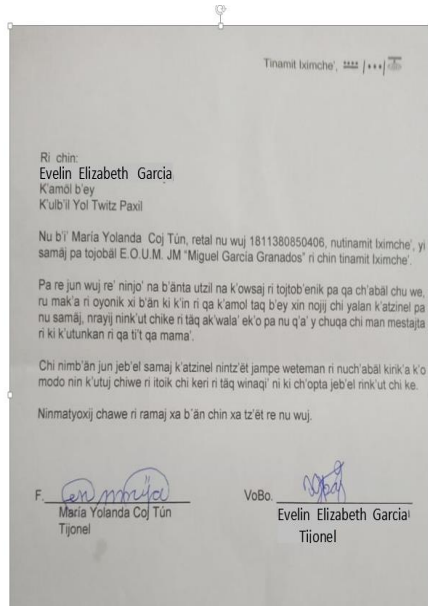 Tinamit Iximche',
Ri chin:
Evelin Elizabeth Garcia
K'amöl b'ey
K'ulb'il Yol Twitz Paxil
Nu b'i' María Yolanda Coj Tún, retal nu wuj 1811380850406, nutinamit Iximche', yi
samäj pa tojobäl E.O.U.M. JM "Miguel García Granados" ri chin tinamit Iximche'.
Pa re jun wuj re' ninjo' na b'änta utzil na k'owsaj ri tojtob'enik pa qa ch'abäl chu we,
ru mak'a ri oyonik xi b'än ki k'in ri qa k'amol taq b'ey xin nojij chi yalan k'atzinel pa
nu samäj, nrayij nink'ut chike ri täq ak'wala' ek'o pa nu q'a' y chuqa chi man mestajta
ri ki k'utunkan ri qa ti't qa mama'.
Chi nimb'än jun jeb'el samaj k'atzinel nintz'ët jampe weteman ri nuch'abäl kirik'a k'o
modo nin k'utuj chiwe ri itoik chi keri ri täq winaqi' ni ki ch'opta jeb'el rink'ut chi ke.
Ninmatyoxij chawe ri ramaj xa b'än chin xa tz'ët re nu wuj.
F.
María Yolanda Coj Tún
Tijonel
VoBo.
Evelin Elizabeth Garcia
Tijonel